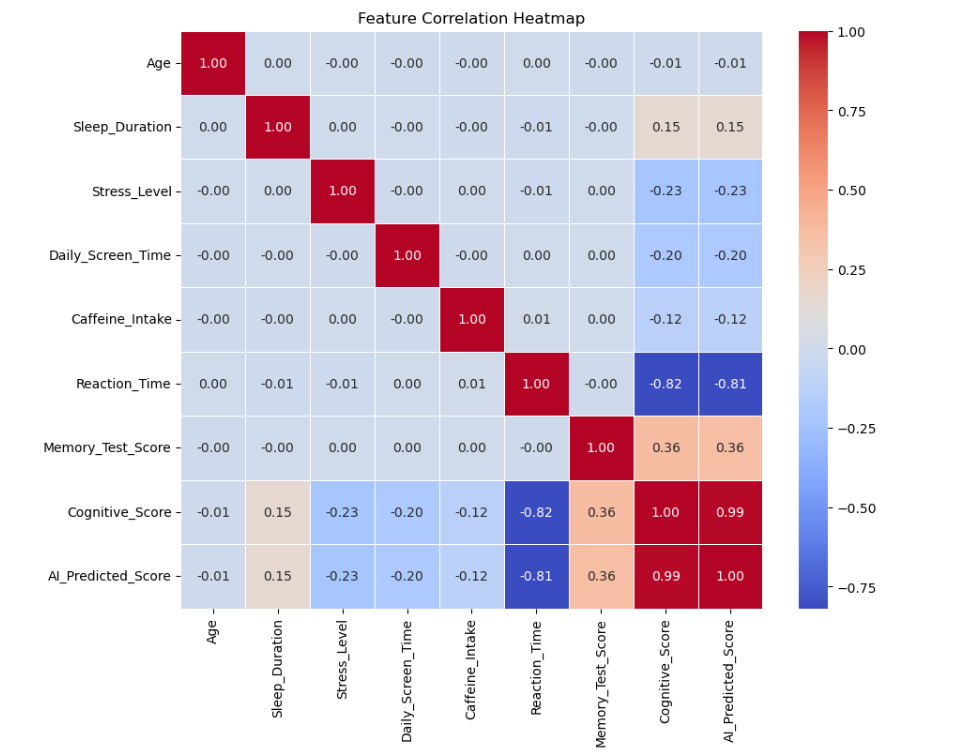 Feature Correlation Heatmap
Age 1.00 0.00 -0.00 -0.00 -0.00 0.00 -0.00 -0.01 -0.01
Sleep_Duration 0.00 1.00 0.00 -0.00 -0.00 -0.01 -0.00 0.15 0.15
Stress_Level -0.00 0.00 1.00 -0.00 0.00 -0.01 0.00 -0.23 -0.23
Daily_Screen_Time -0.00 -0.00 -0.00 1.00 -0.00 0.00 0.00 -0.20 -0.20
Caffeine_Intake -0.00 -0.00 0.00 -0.00 1.00 0.01 0.00 -0.12 -0.12
Reaction_Time 0.00 -0.01 -0.01 0.00 0.01 1.00 -0.00 -0.82 -0.81
Memory_Test_Score -0.00 -0.00 0.00 0.00 0.00 -0.00 1.00 0.36 0.36
Cognitive_Score -0.01 0.15 -0.23 -0.20 -0.12 -0.82 0.36 1.00 0.99
AI_Predicted_Score -0.01 0.15 -0.23 -0.20 -0.12 -0.81 0.36 0.99 1.00
Age
Sleep_Duration
Stress_Level
Daily_Screen_Time
Caffeine_Intake
Reaction_Time
Memory_Test_Score
Cognitive_Score
AI_Predicted_Score
1.00
0.75
0.50
0.25
0.00
−0.25
−0.50
−0.75